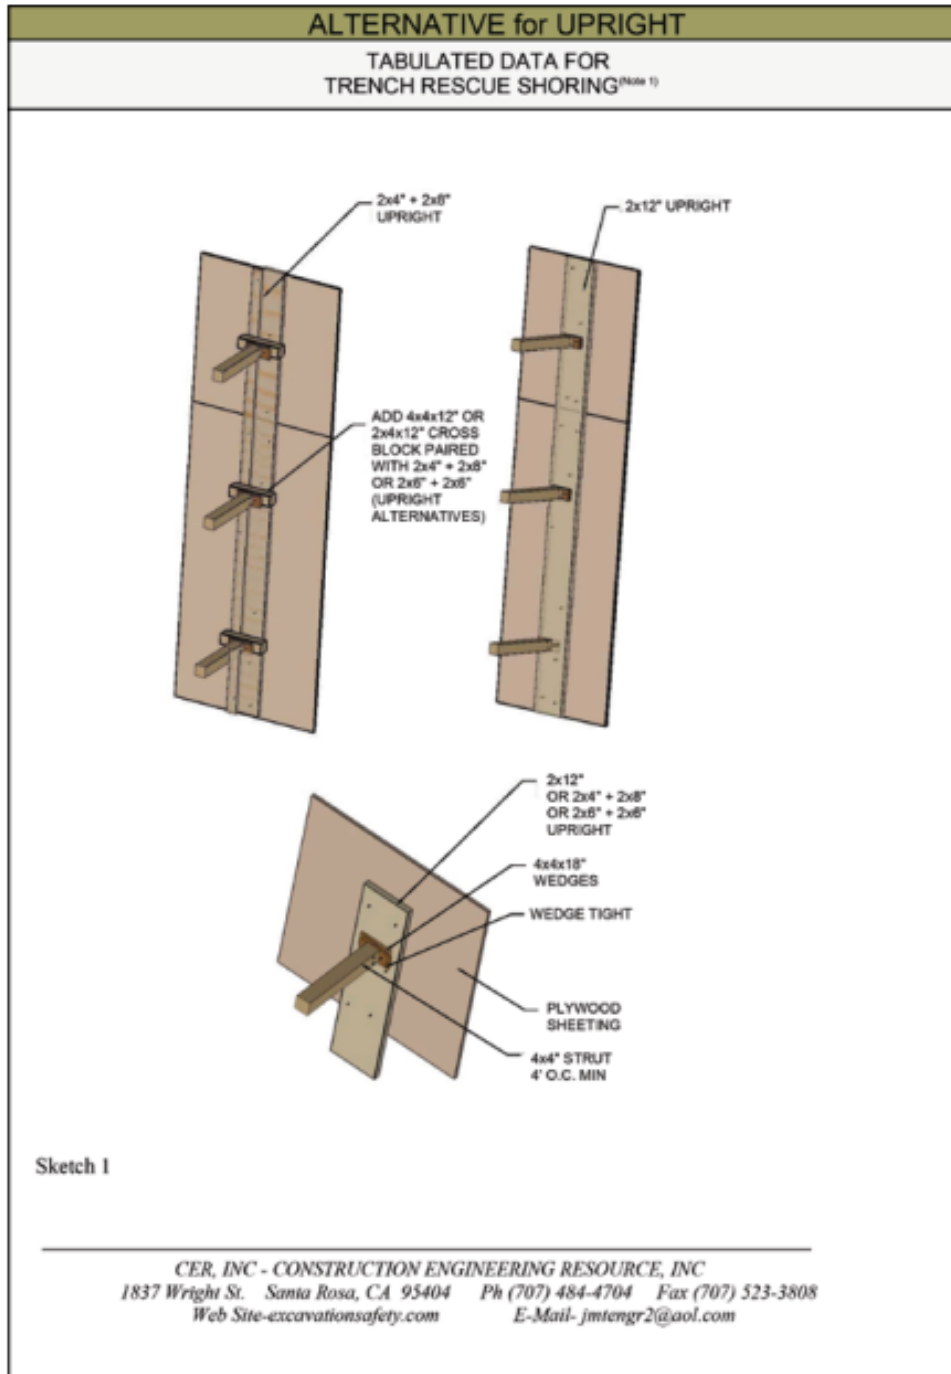 ALTERNATIVE for UPRIGHT
TABULATED DATA FOR
TRENCH RESCUE SHORING(Note 1)
2x4" + 2x8"
UPRIGHT
2x12" UPRIGHT
ADD 4x4x12" OR
2x4x12" CROSS
BLOCK PAIRED
WITH 2x4" + 2x8"
OR 2x6" + 2x6"
(UPRIGHT
ALTERNATIVES)
2x12"
OR 2x4" + 2x8"
OR 2x6" + 2x6"
UPRIGHT
4x4x18"
WEDGES
WEDGE TIGHT
PLYWOOD
SHEETING
4x4" STRUT
4' O.C. MIN
Sketch 1
CER, INC - CONSTRUCTION ENGINEERING RESOURCE, INC
1837 Wright St. Santa Rosa, CA 95404 Ph (707) 484-4704 Fax (707) 523-3808
Web Site-excavationsafety.com E-Mail- jmtengr2@aol.com